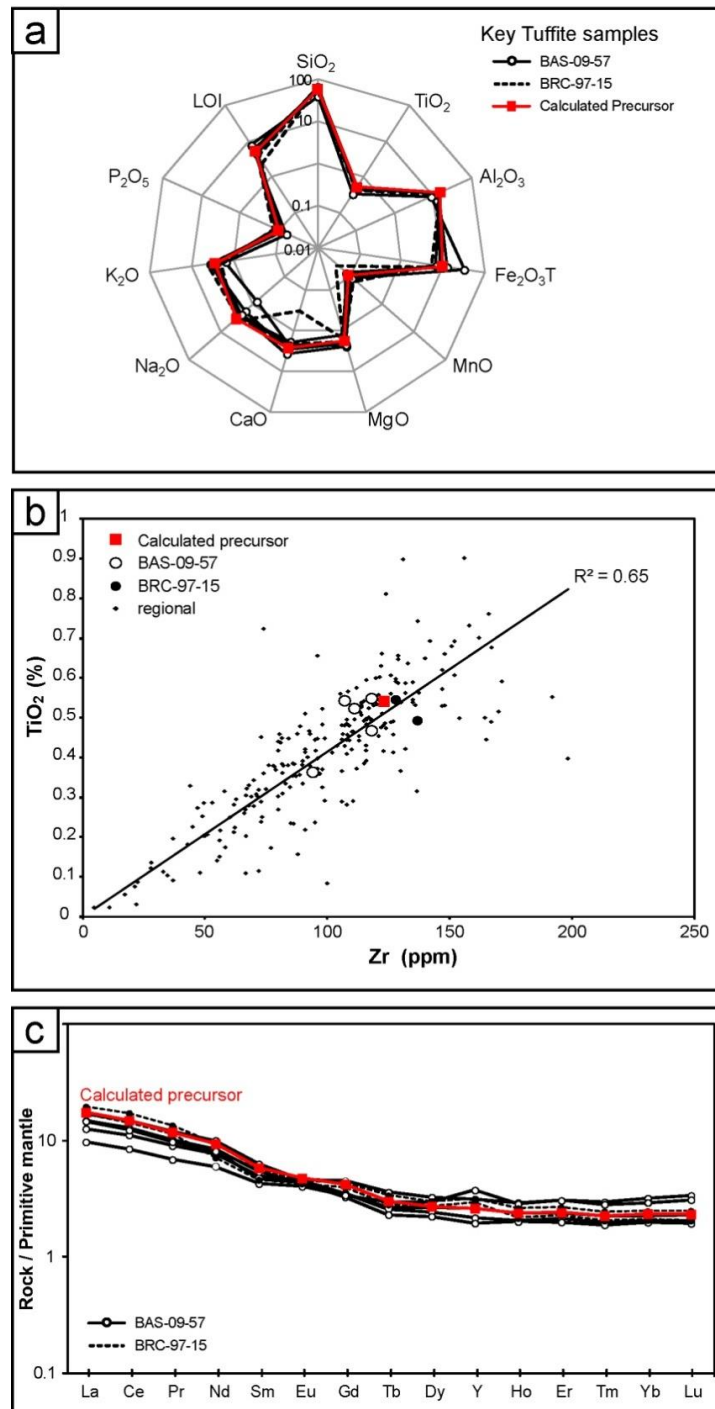 a
Key Tuffite samples
BAS-09-57
BRC-97-15
Calculated Precursor
SiO₂
100
10
0.1
0.01
TiO₂
Al₂O₃
Fe₂O₃T
MnO
MgO
CaO
Na₂O
K₂O
P₂O₅
LOI
b
1
0.9
0.8
0.7
0.6
0.5
0.4
0.3
0.2
0.1
0
TiO₂ (%)
Calculated precursor
BAS-09-57
BRC-97-15
regional
R² = 0.65
0 50 100 150 200 250
Zr (ppm)
c
Calculated precursor
10
1
0.1
Rock / Primitive mantle
BAS-09-57
BRC-97-15
La Ce Pr Nd Sm Eu Gd Tb Dy Y Ho Er Tm Yb Lu